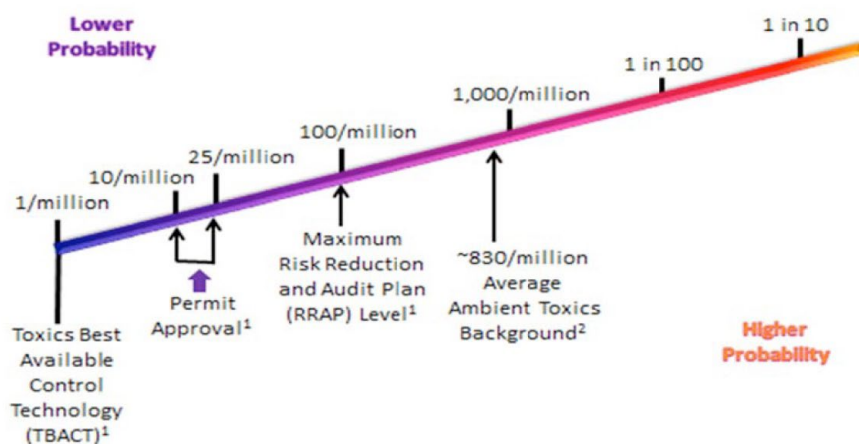 Lower
Probability
1 in 10
1 in 100
1,000/million
100/million
25/million
10/million
1/million
Maximum
Risk Reduction
and Audit Plan
(RRAP) Level¹
~830/million
Average
Ambient Toxics
Background²
Permit
Approval¹
Toxics Best
Available
Control
Technology
(TBACT)¹
Higher
Probability